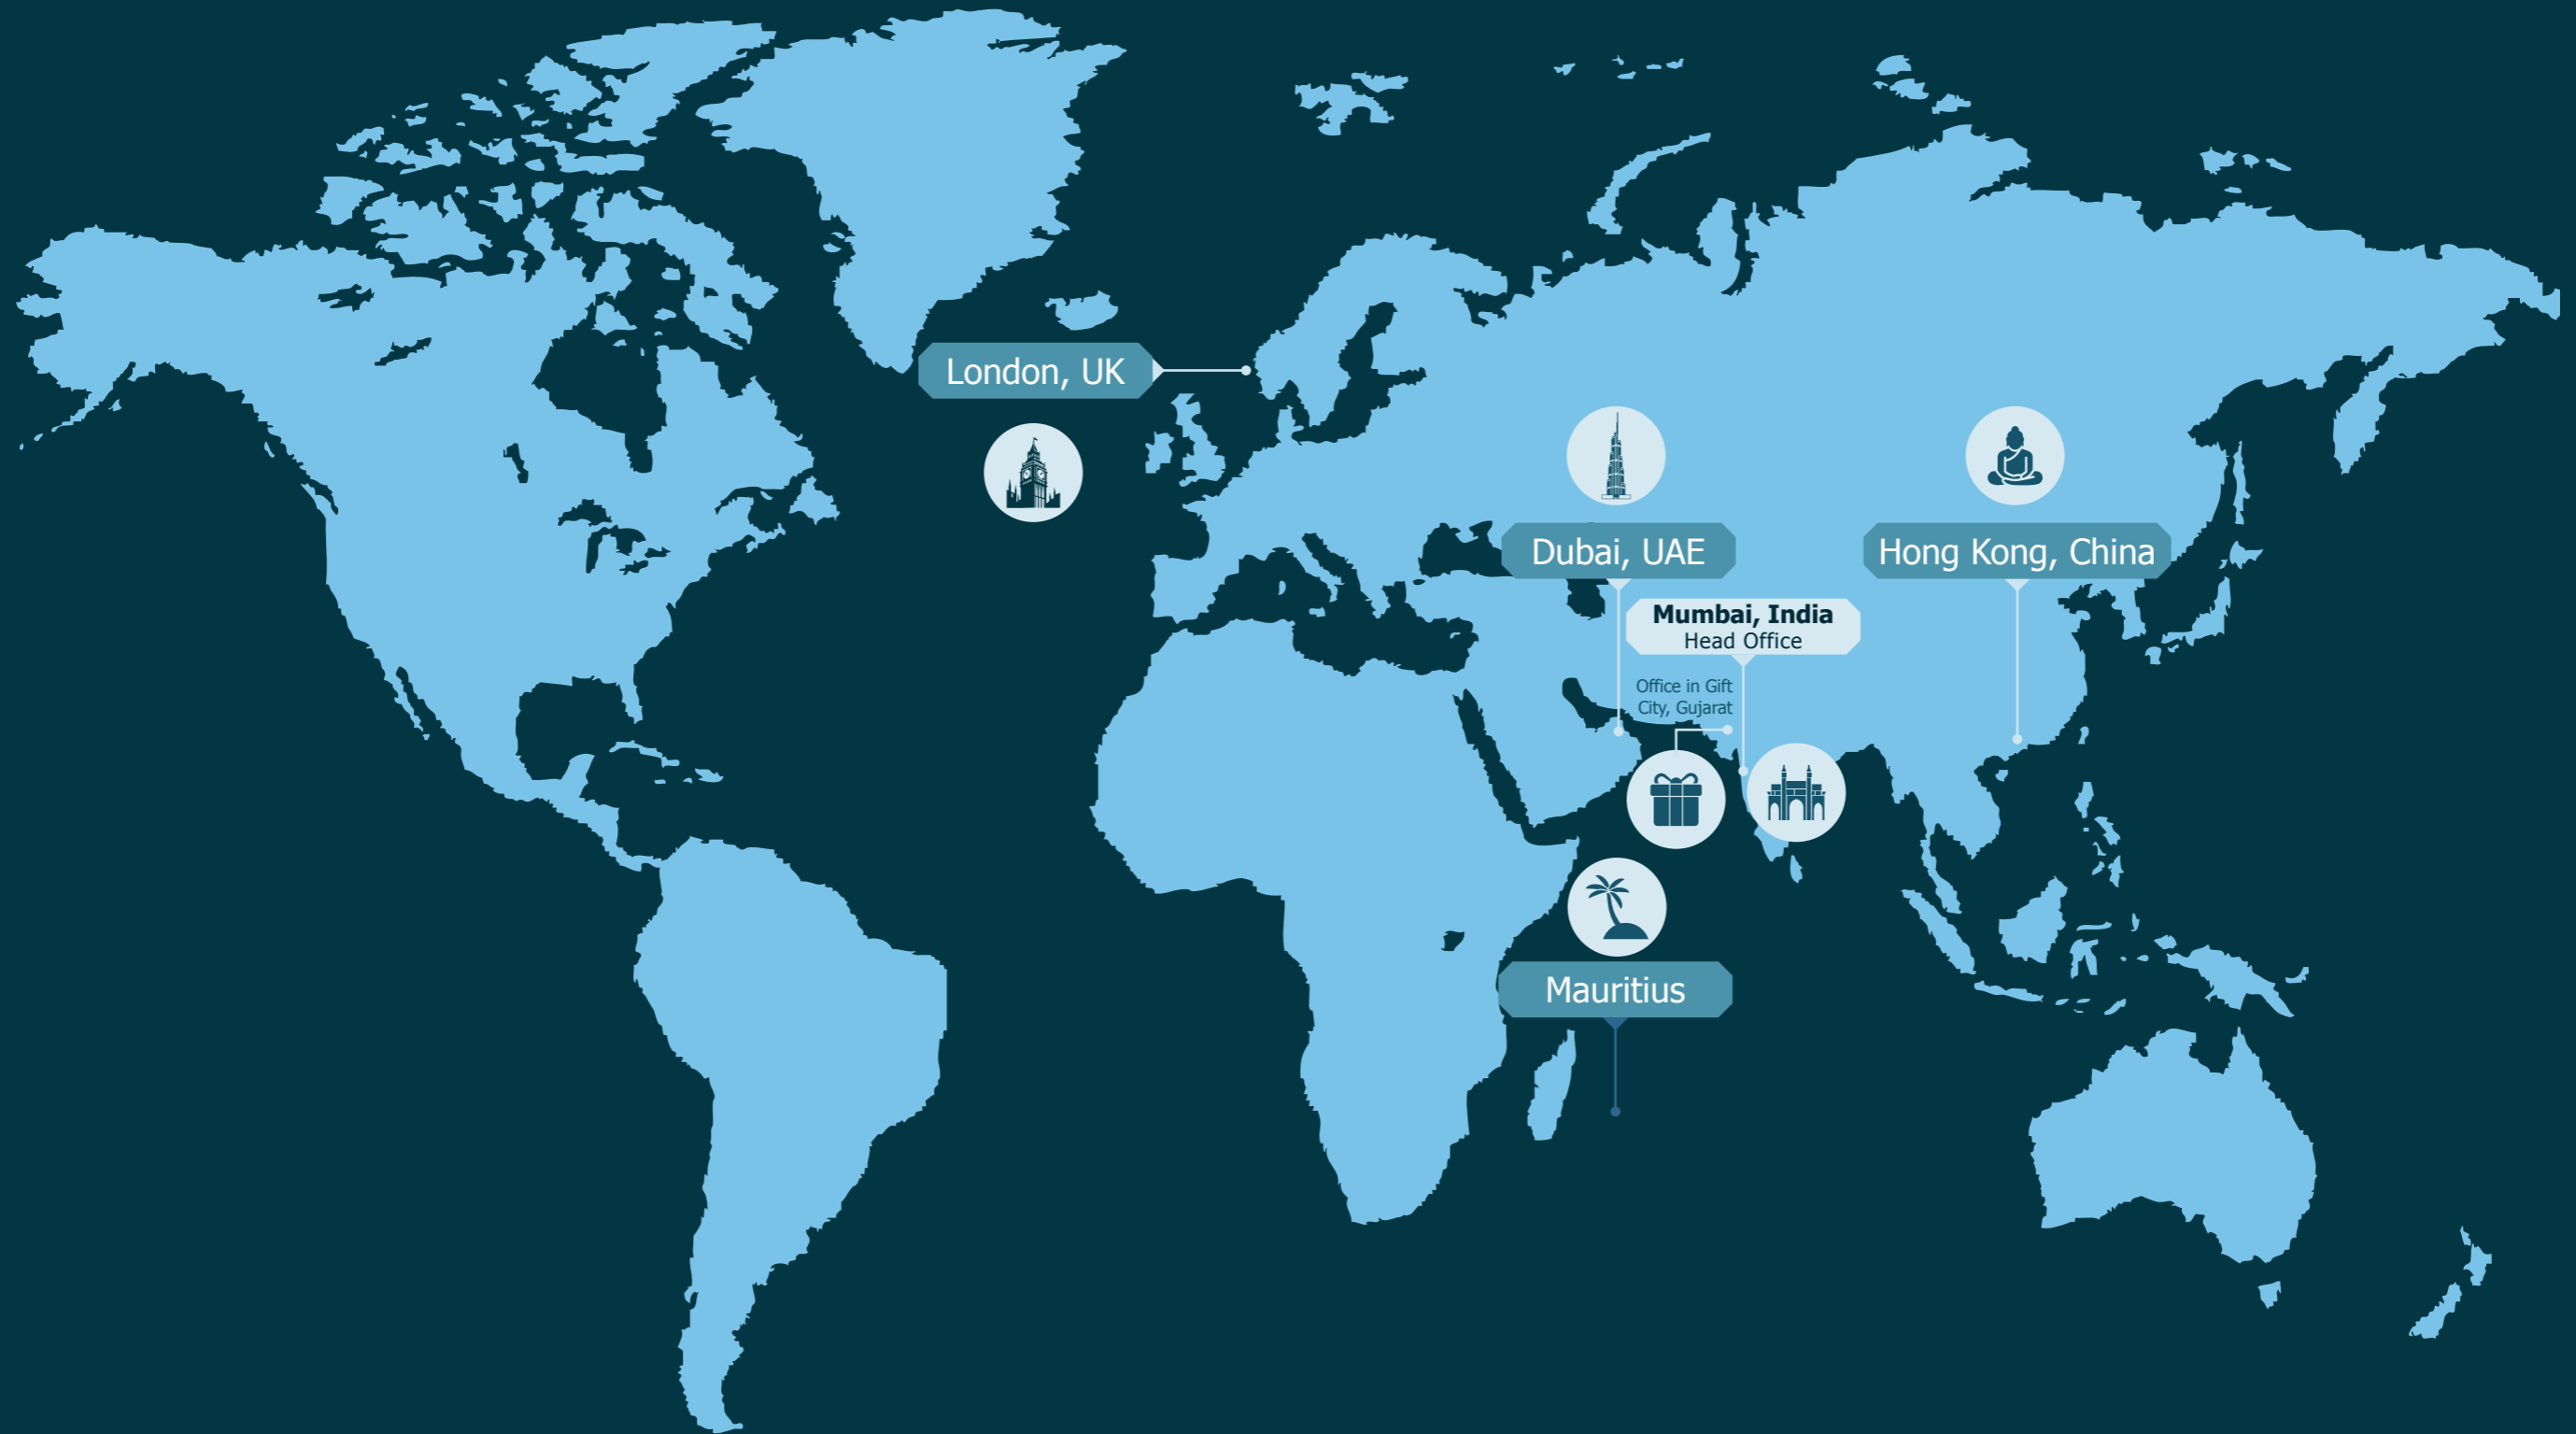 London, UK
Dubai, UAE
Hong Kong, China
Mumbai, India
Head Office
Office in Gift
City, Gujarat
Mauritius